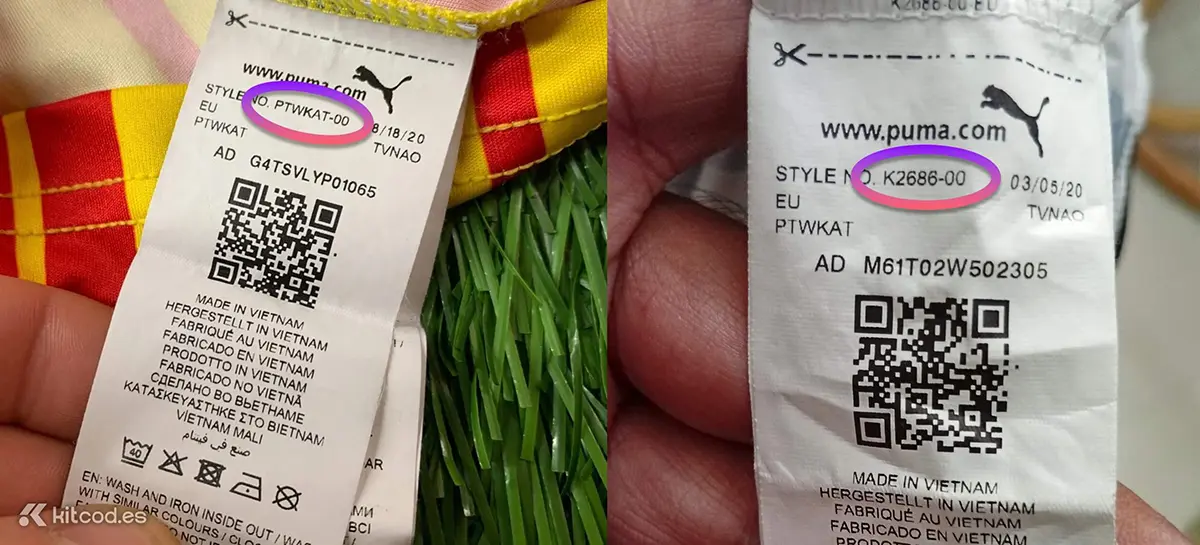 www.puma.com
STYLE NO. PTWKAT-00 8/18/20
EU TVNAO
PTWKAT
AD G4TSVLYP01065
MADE IN VIETNAM
HERGESTELLT IN VIETNAM
FABRIQUÉ AU VIETNAM
FABRICADO EN VIETNAM
PRODOTTO IN VIETNAM
FABRICADO NO VIETNÃ
СДЕЛАНО ВО ВЬЕТНАМЕ
ΚΑΤΑΣΚΕΥΑΣΤΗΚΕ ΣΤΟ ΒΙΕΤΝΑΜ
VIETNAM MALI
صنع في فيتنام
40
EN: WASH AND IRON INSIDE OUT / WA
WITH SIMILAR COLOURS / CLO
AR
kitcod.es
K2686-00 EU
www.puma.com
STYLE NO. K2686-00 03/05/20
EU TVNAO
PTWKAT
AD M61T02W502305
MADE IN VIETNAM
HERGESTELLT IN VIETNAM
FABRIQUÉ AU VIETNAM
FABRICADO EN VIETNAM